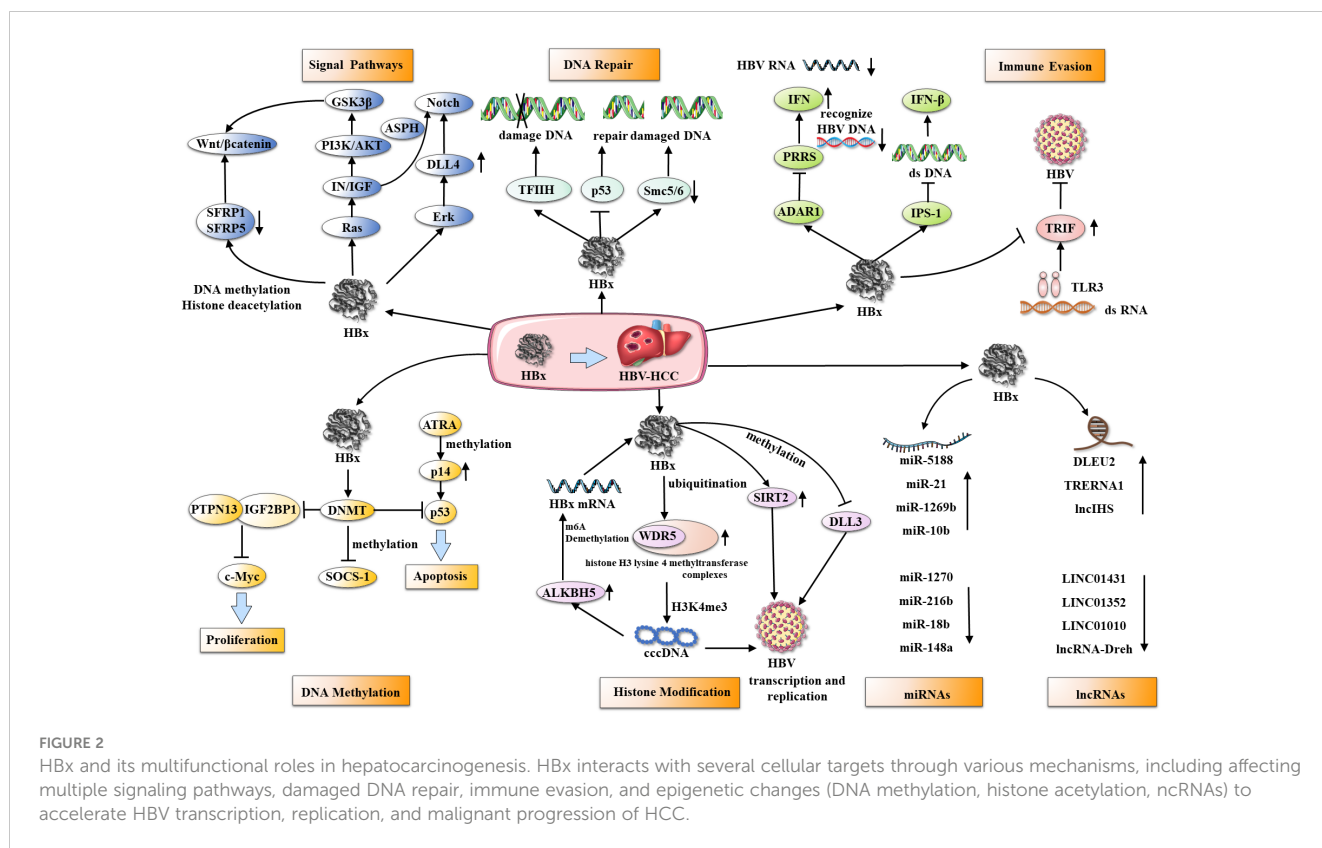 Signal Pathways
GSK3β
Notch
ASPH
Wnt/βcatenin
PI3K/AKT
DLL4
IN/IGF
SFRP1
SFRP5
Ras
Erk
DNA methylation
Histone deacetylation
HBx
DNA Repair
damage DNA
repair damaged DNA
TFIIH
p53
Smc5/6
HBx
HBV RNA
IFN
recognize
HBV DNA
PRRS
ADAR1
IFN-β
ds DNA
IPS-1
HBx
Immune Evasion
HBV
TRIF
TLR3
ds RNA
HBx
HBV-HCC
HBx
ATRA
methylation
p14
PTPN13
IGF2BP1
DNMT
p53
methylation
c-Myc
SOCS-1
Apoptosis
Proliferation
DNA Methylation
HBx
methylation
ubiquitination
HBx mRNA
SIRT2
m6A
Demethylation
WDR5
DLL3
histone H3 lysine 4 methyltransferase
complexes
ALKBH5
H3K4me3
cccDNA
HBV
transcription and
replication
Histone Modification
HBx
miR-5188
miR-21
miR-1269b
miR-10b
miR-1270
miR-216b
miR-18b
miR-148a
miRNAs
DLEU2
TRERNA1
lncIHS
LINC01431
LINC01352
LINC01010
lncRNA-Dreh
lncRNAs
FIGURE 2
HBx and its multifunctional roles in hepatocarcinogenesis. HBx interacts with several cellular targets through various mechanisms, including affecting
multiple signaling pathways, damaged DNA repair, immune evasion, and epigenetic changes (DNA methylation, histone acetylation, ncRNAs) to
accelerate HBV transcription, replication, and malignant progression of HCC.